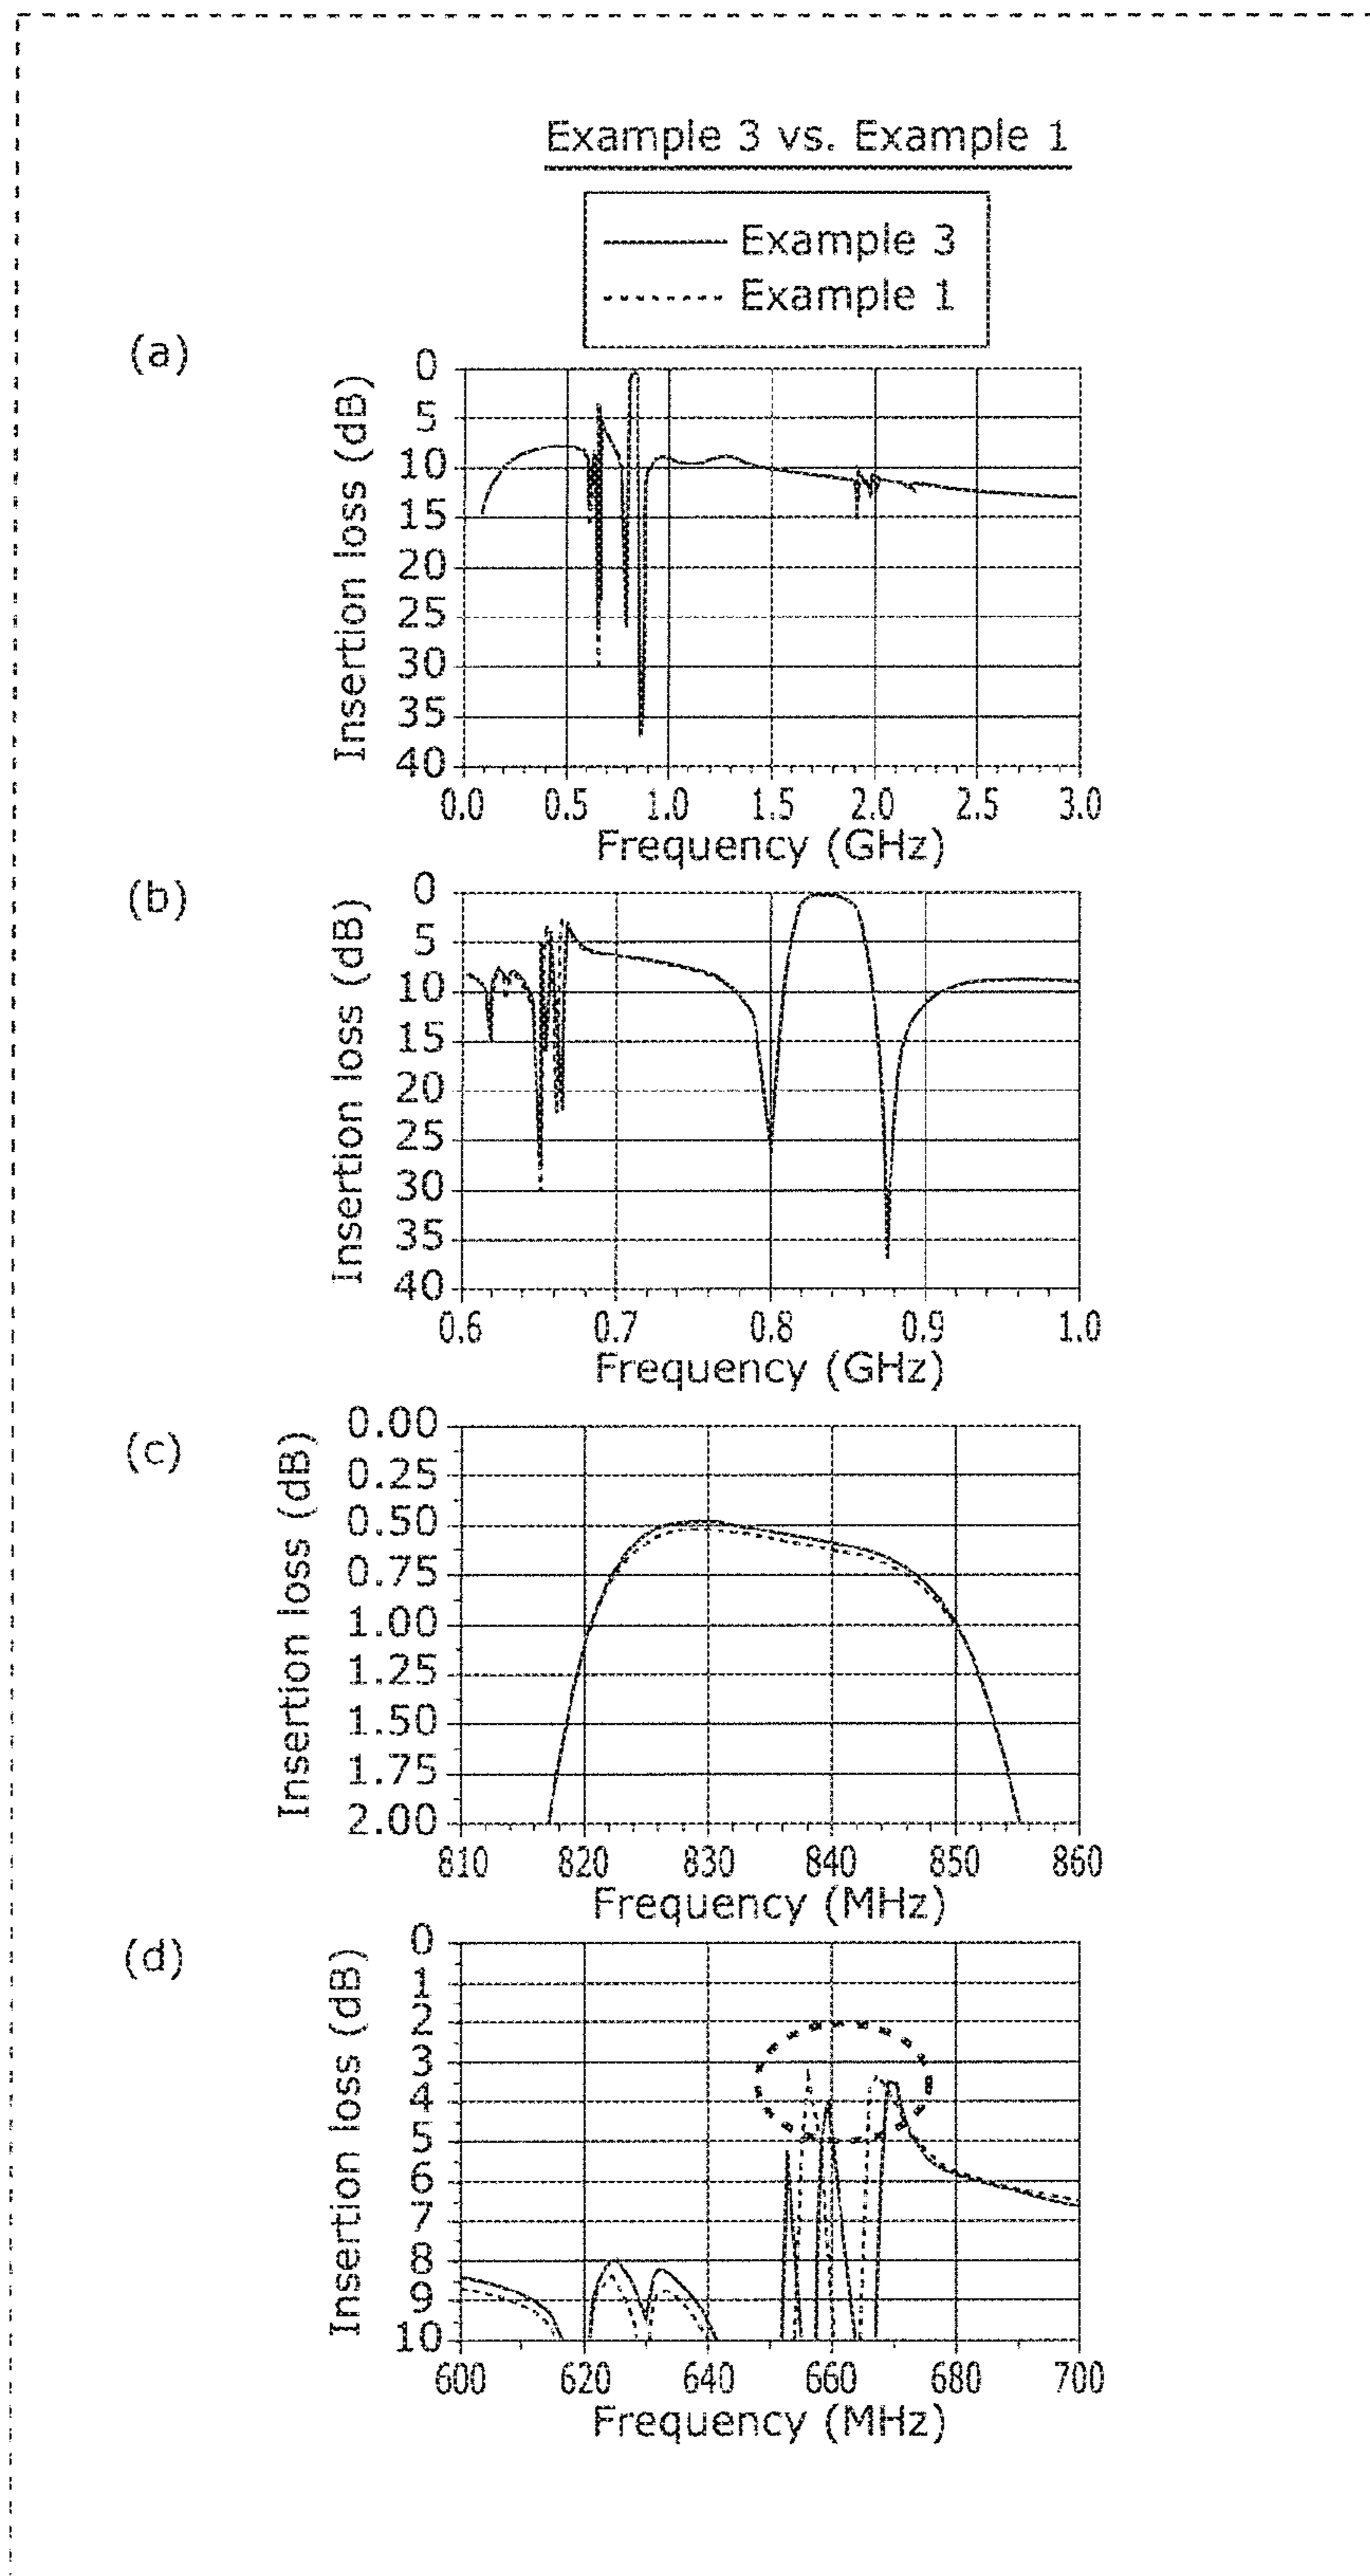 Example 3 vs. Example 1
Example 3
Example 1
(a)
Insertion loss (dB)
0
5
10
15
20
25
30
35
40
0.0 0.5 1.0 1.5 2.0 2.5 3.0
Frequency (GHz)
(b)
Insertion loss (dB)
0
5
10
15
20
25
30
35
40
0.6 0.7 0.8 0.9 1.0
Frequency (GHz)
(c)
Insertion loss (dB)
0.00
0.25
0.50
0.75
1.00
1.25
1.50
1.75
2.00
810 820 830 840 850 860
Frequency (MHz)
(d)
Insertion loss (dB)
0
1
2
3
4
5
6
7
8
9
10
600 620 640 660 680 700
Frequency (MHz)